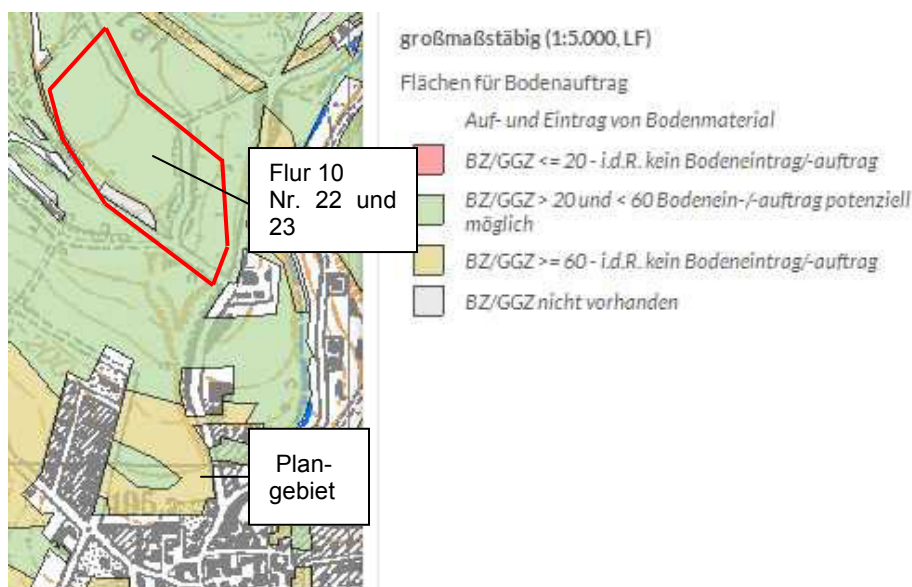 großmaßstäbig (1:5.000, LF)
Flächen für Bodenauftrag
Auf- und Eintrag von Bodenmaterial
BZ/GGZ <= 20 - i.d.R. kein Bodeneintrag/-auftrag
BZ/GGZ > 20 und < 60 Bodenein-/-auftrag potenziell
möglich
BZ/GGZ >= 60 - i.d.R. kein Bodeneintrag/-auftrag
BZ/GGZ nicht vorhanden
Flur 10
Nr. 22 und
23
Plan-
gebiet